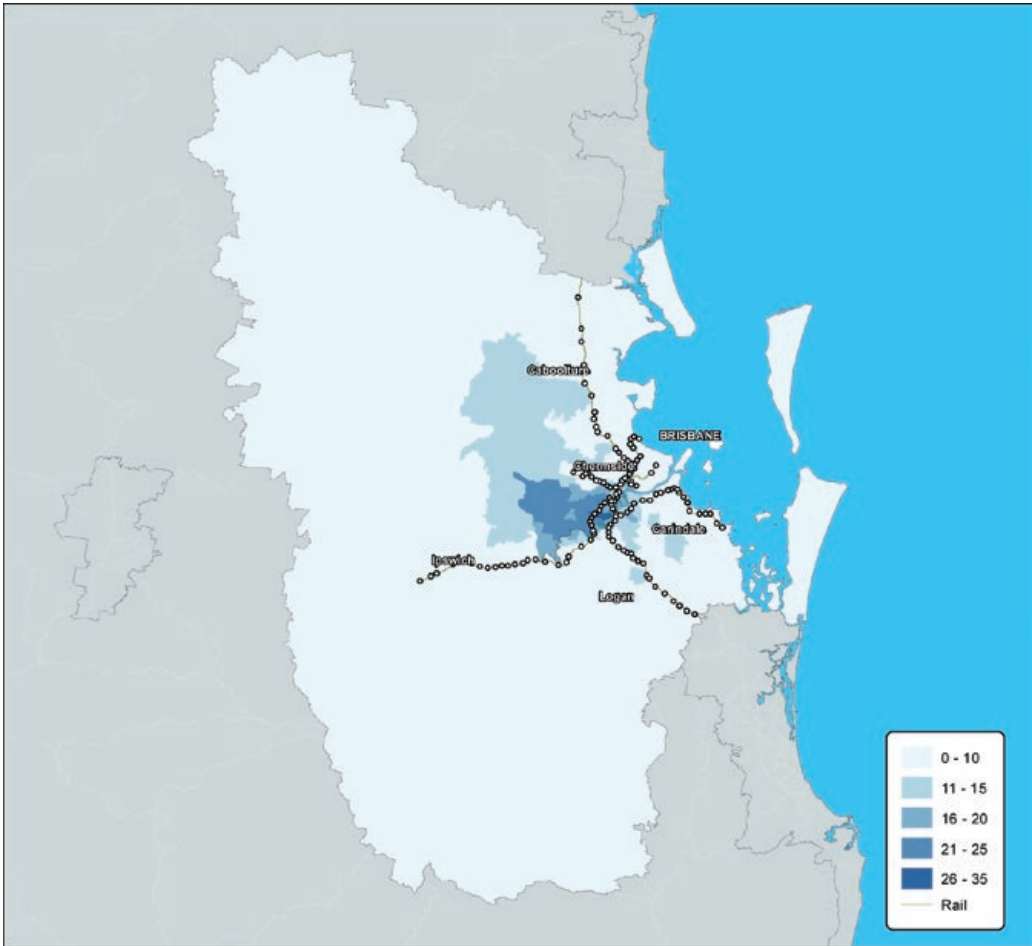 Caboolture
BRISBANE
Chermside
Carindale
Ipswich
Logan
0 - 10
11 - 15
16 - 20
21 - 25
26 - 35
Rail